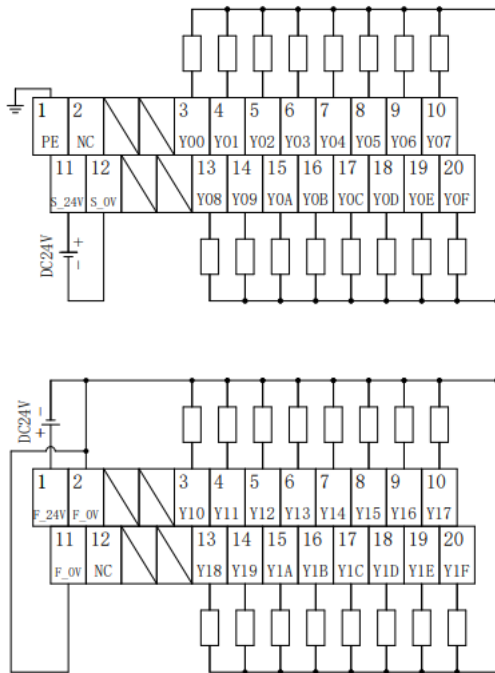 1 2 3 4 5 6 7 8 9 10
PE NC Y00 Y01 Y02 Y03 Y04 Y05 Y06 Y07
11 12 13 14 15 16 17 18 19 20
S_24V S_0V Y08 Y09 Y0A Y0B Y0C Y0D Y0E Y0F
DC24V + -
DC24V - +
1 2 3 4 5 6 7 8 9 10
F_24V F_0V Y10 Y11 Y12 Y13 Y14 Y15 Y16 Y17
11 12 13 14 15 16 17 18 19 20
F_0V NC Y18 Y19 Y1A Y1B Y1C Y1D Y1E Y1F